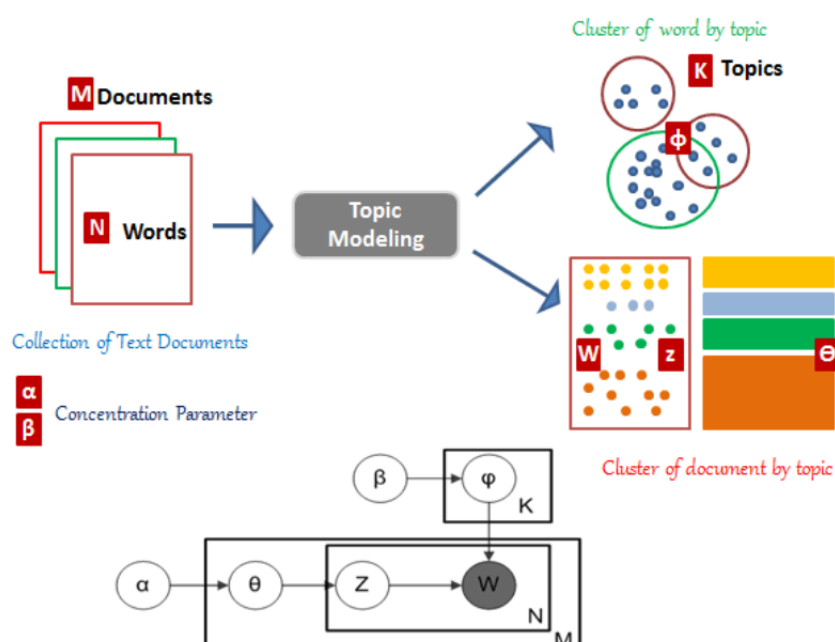 Cluster of word by topic
K Topics
M Documents
ϕ
N Words
Topic
Modeling
W z
Θ
Collection of Text Documents
α
β
Concentration Parameter
Cluster of document by topic
β φ
K
α θ Z W
N
M